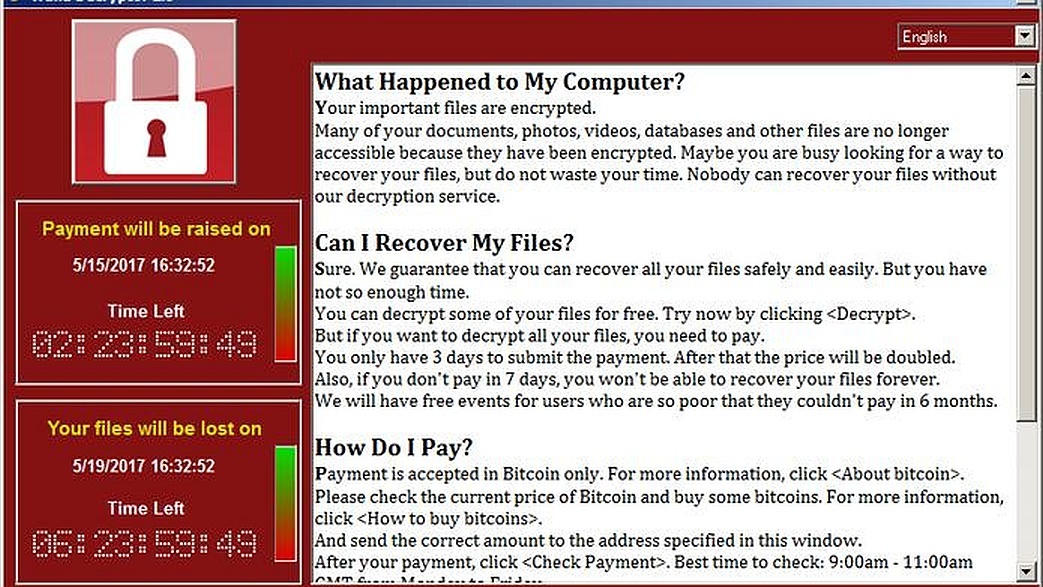 English
What Happened to My Computer?
Your important files are encrypted.
Many of your documents, photos, videos, databases and other files are no longer
accessible because they have been encrypted. Maybe you are busy looking for a way to
recover your files, but do not waste your time. Nobody can recover your files without
our decryption service.
Can I Recover My Files?
Sure. We guarantee that you can recover all your files safely and easily. But you have
not so enough time.
You can decrypt some of your files for free. Try now by clicking <Decrypt>.
But if you want to decrypt all your files, you need to pay.
You only have 3 days to submit the payment. After that the price will be doubled.
Also, if you don't pay in 7 days, you won't be able to recover your files forever.
We will have free events for users who are so poor that they couldn't pay in 6 months.
How Do I Pay?
Payment is accepted in Bitcoin only. For more information, click <About bitcoin>.
Please check the current price of Bitcoin and buy some bitcoins. For more information,
click <How to buy bitcoins>.
And send the correct amount to the address specified in this window.
After your payment, click <Check Payment>. Best time to check: 9:00am - 11:00am
GMT from Monday to Friday.
Payment will be raised on
5/15/2017 16:32:52
Time Left
02:23:59:49
Your files will be lost on
5/19/2017 16:32:52
Time Left
06:23:59:49